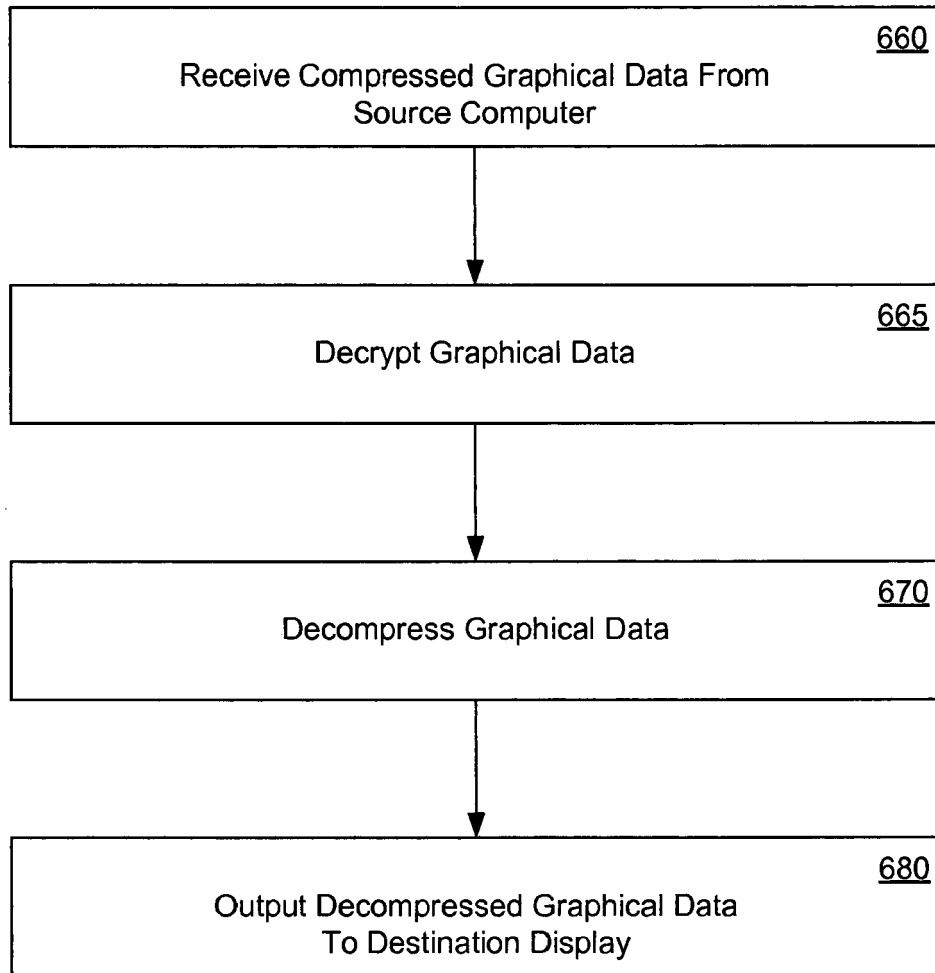 660
Receive Compressed Graphical Data From
Source Computer
665
Decrypt Graphical Data
670
Decompress Graphical Data
680
Output Decompressed Graphical Data
To Destination Display